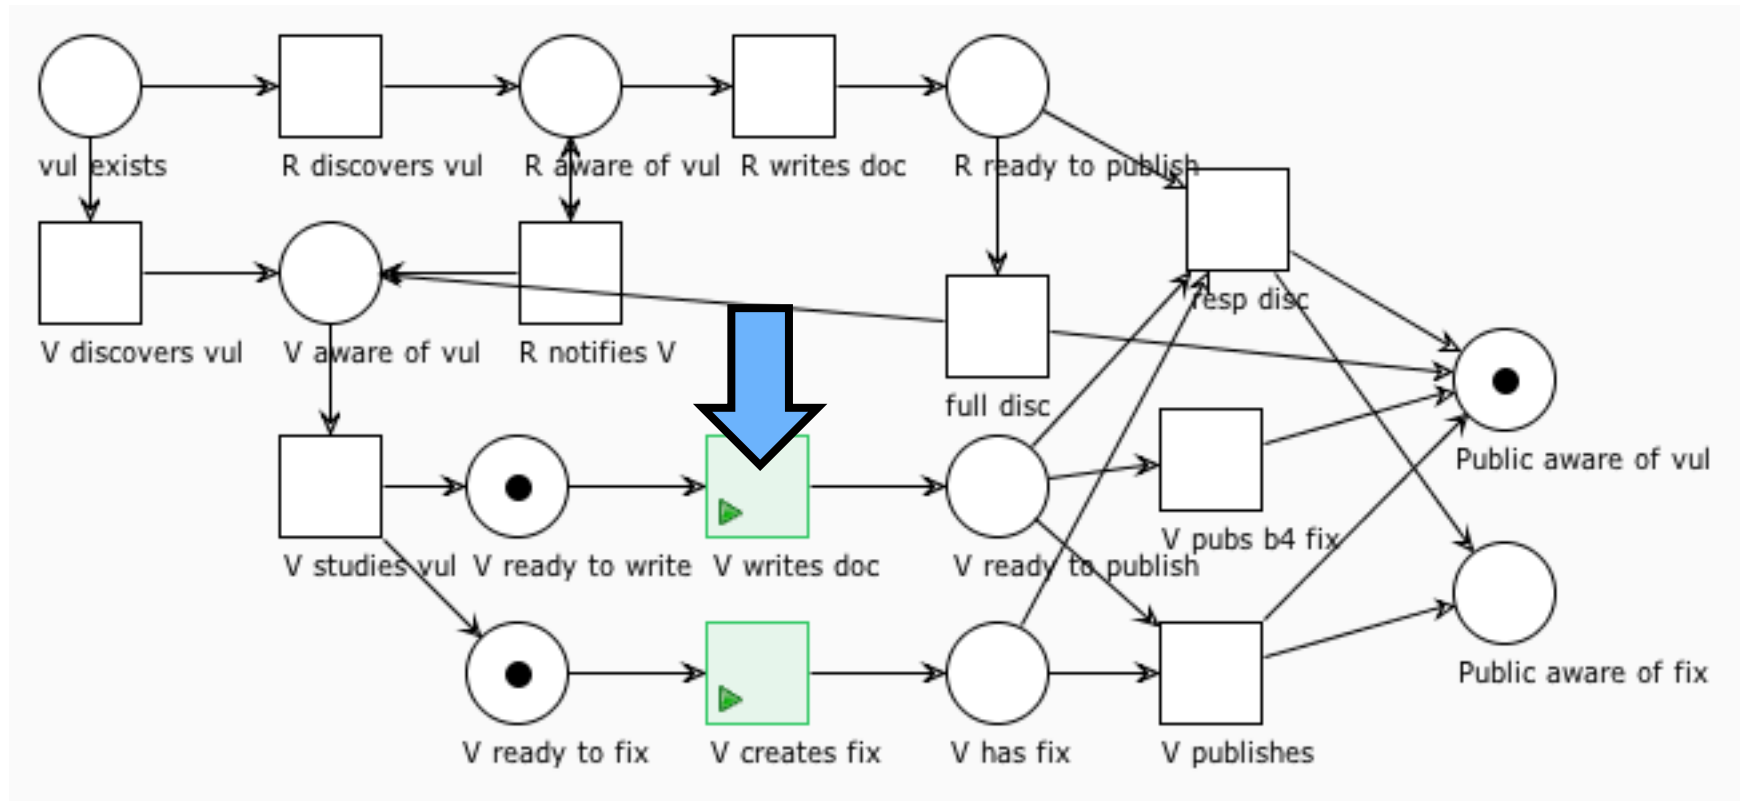 vul exists
R discovers vul
R aware of vul
R writes doc
R ready to publish
V discovers vul
V aware of vul
R notifies V
resp disc
full disc
Public aware of vul
V studies vul
V ready to write
V writes doc
V ready to publish
V pubs b4 fix
Public aware of fix
V ready to fix
V creates fix
V has fix
V publishes